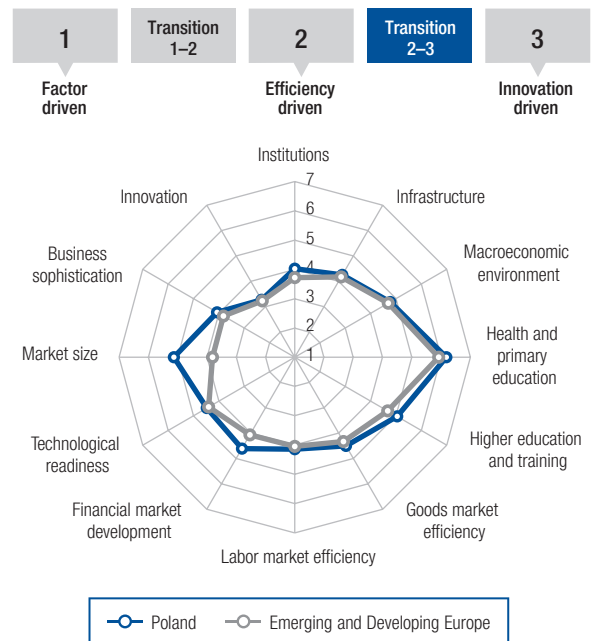 1
Transition
1–2
2
Transition
2–3
3
Factor
driven
Efficiency
driven
Innovation
driven
Institutions
Innovation
Infrastructure
Business
sophistication
Macroeconomic
environment
Market size
Health and
primary
education
Technological
readiness
Higher education
and training
Financial market
development
Goods market
efficiency
Labor market efficiency
7
6
5
4
3
2
1
Poland
Emerging and Developing Europe